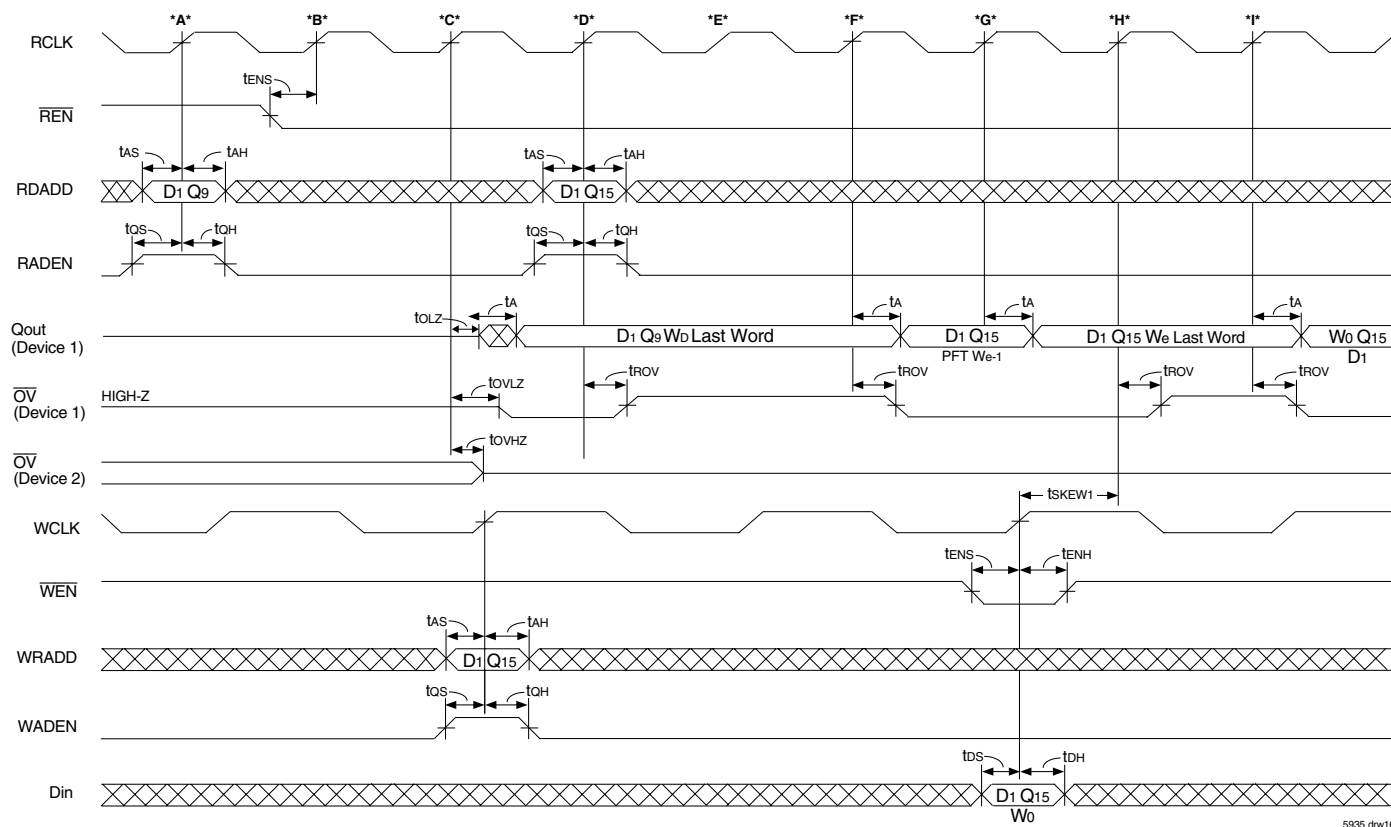 *A* *B* *C* *D* *E* *F* *G* *H* *I*
RCLK
tENS
REN
tAS tAH tAS tAH
RDADD D1 Q9 D1 Q15
tQS tQH tQS tQH
RADEN
tA tA tA tA
tOLZ
Qout
(Device 1)
D1 Q9 WD Last Word D1 Q15 D1 Q15 We Last Word W0 Q15
PFT We-1 D1
tOVLZ tROV tROV tROV tROV
OV
(Device 1)
HIGH-Z
tOVHZ
OV
(Device 2)
tSKEW1
WCLK
tENS tENH
WEN
tAS tAH
WRADD D1 Q15
tQS tQH
WADEN
tDS tDH
Din D1 Q15
W0
5935 drw16